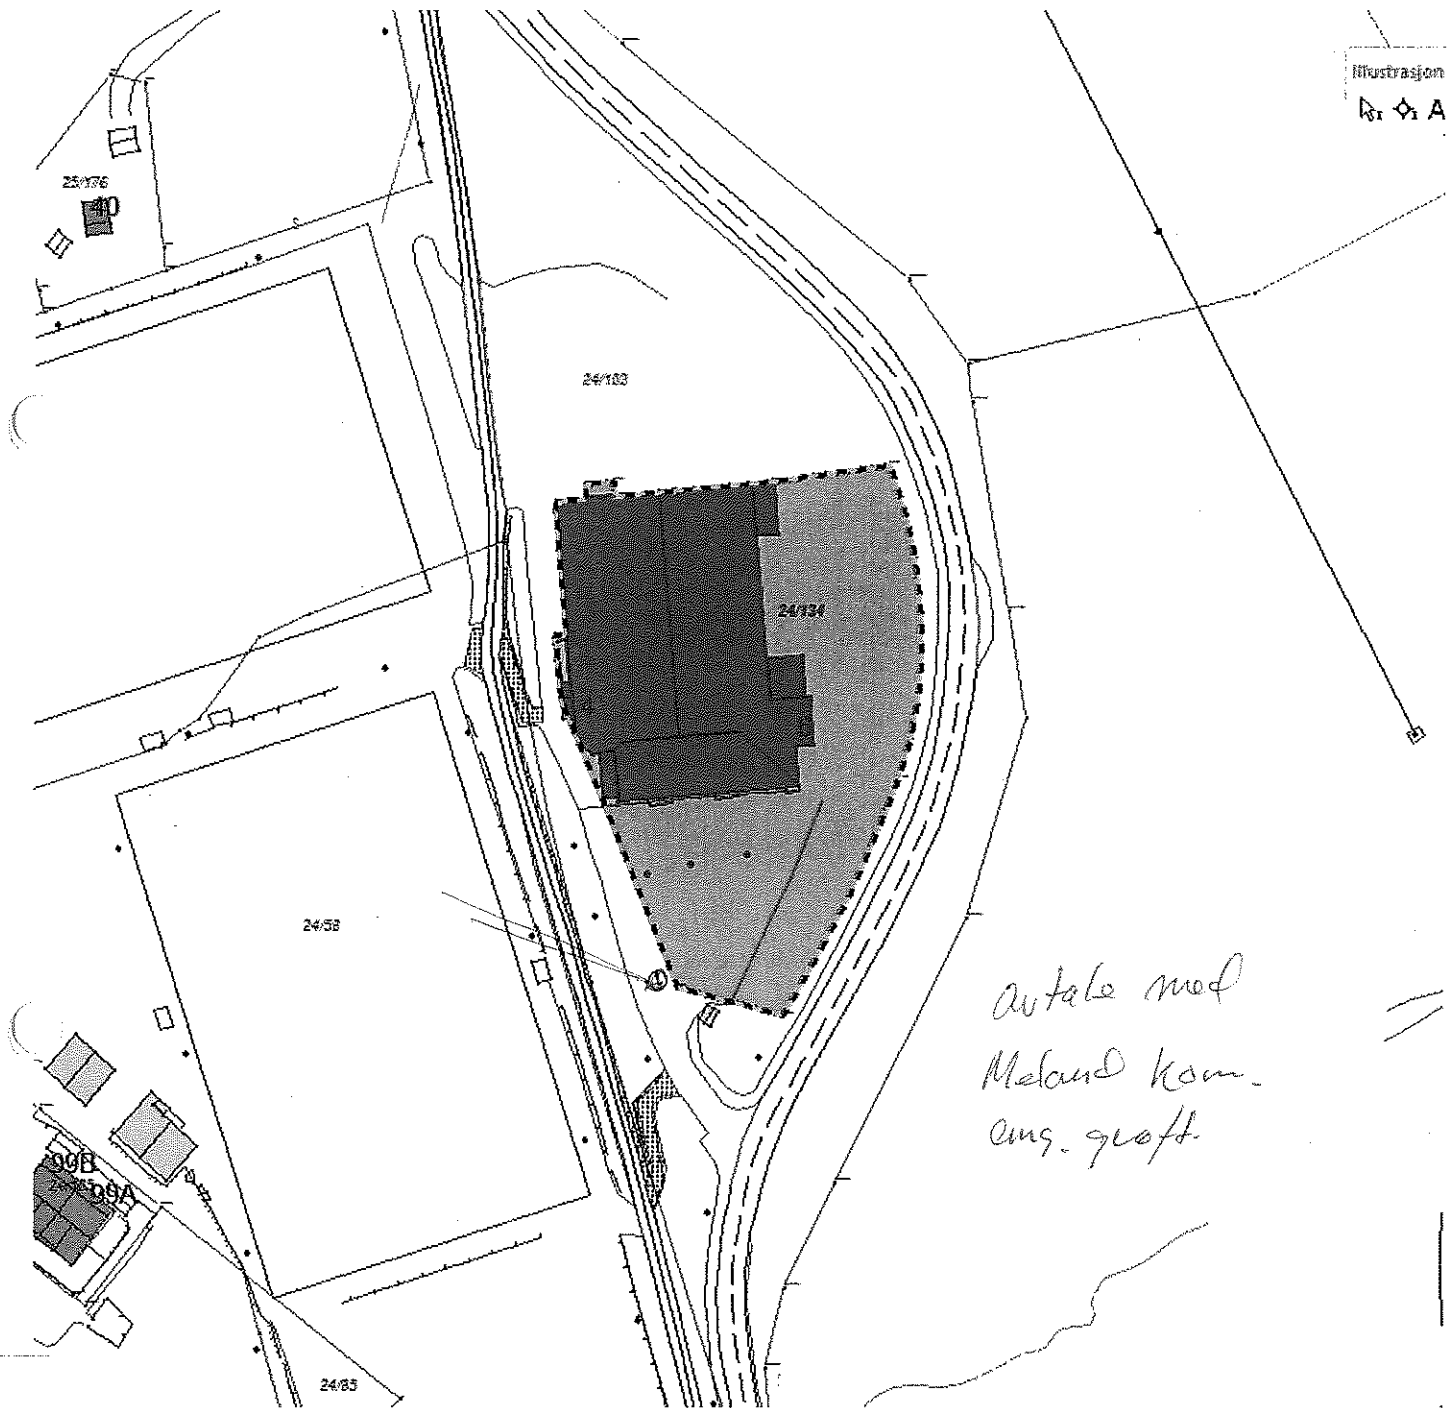 Illustrasjon
A
25/176
40
24/183
24/134
24/58
avtale med
Meland kom.
ang. grøft.
99B
99A
24/85